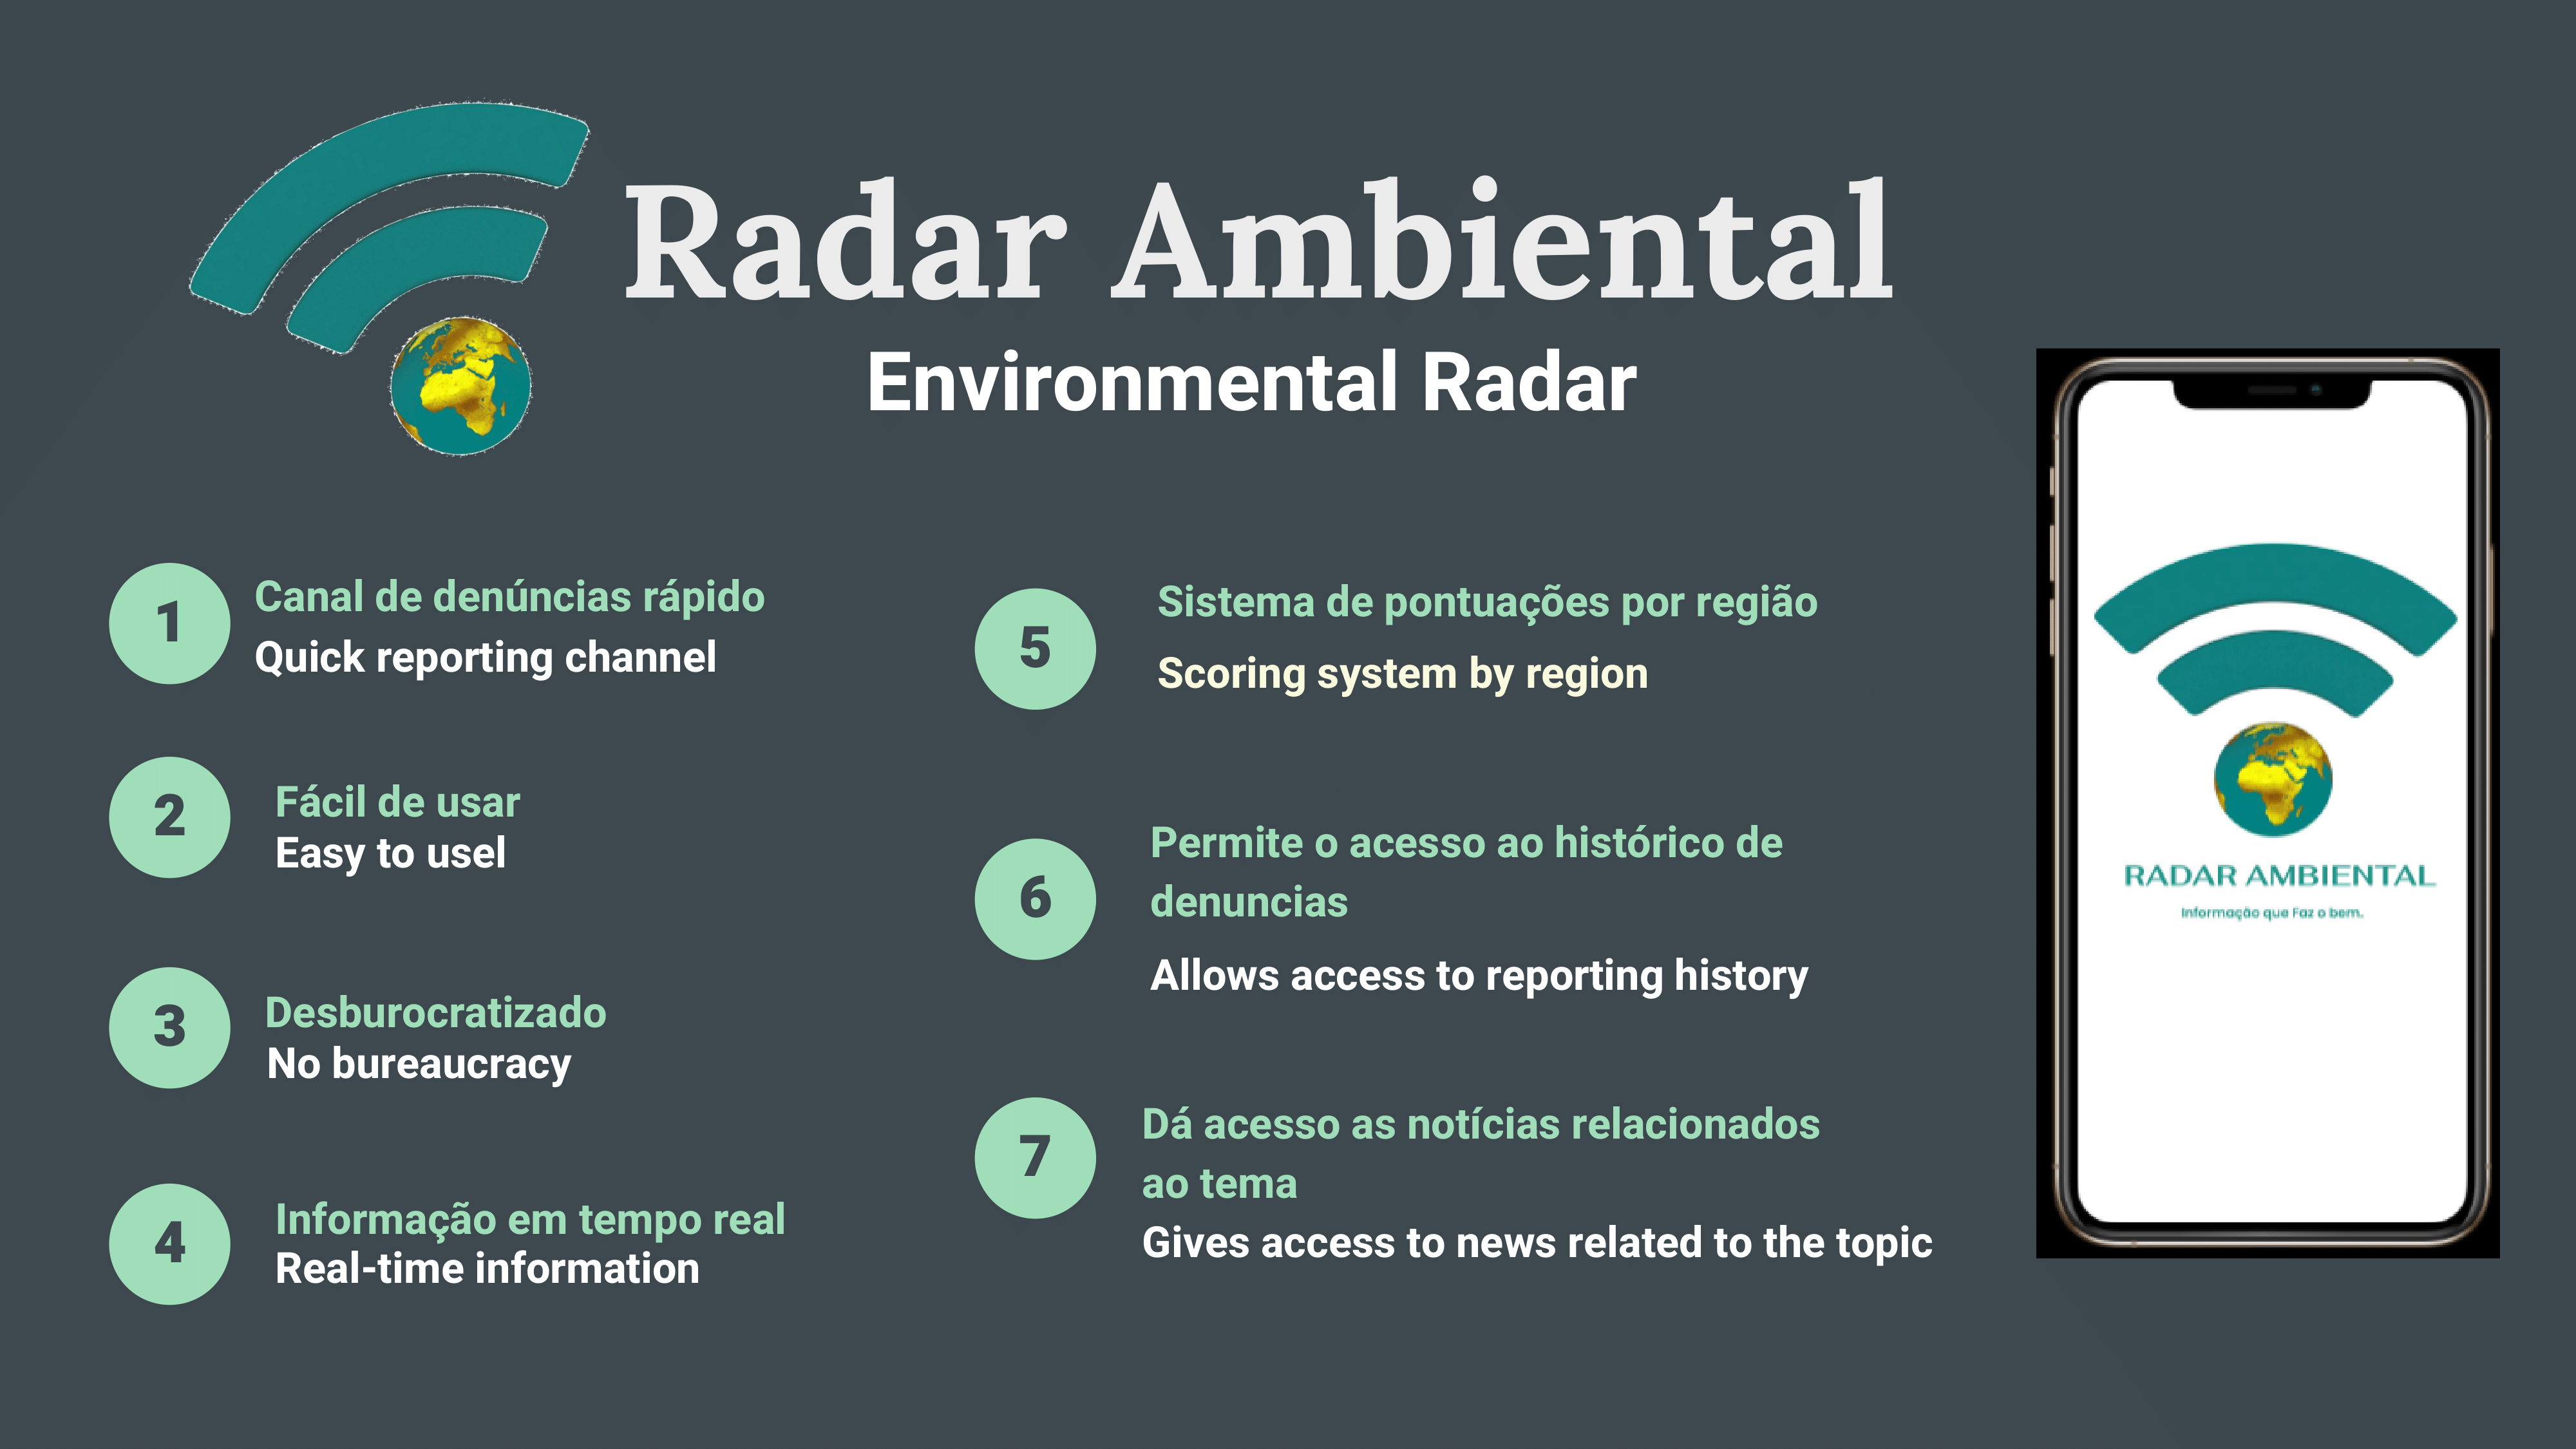 Radar Ambiental
Environmental Radar
1
Canal de denúncias rápido
Quick reporting channel
2
Fácil de usar
Easy to usel
3
Desburocratizado
No bureaucracy
4
Informação em tempo real
Real-time information
5
Sistema de pontuações por região
Scoring system by region
6
Permite o acesso ao histórico de
denuncias
Allows access to reporting history
7
Dá acesso as notícias relacionados
ao tema
Gives access to news related to the topic
RADAR AMBIENTAL
Informação que Faz o bem.